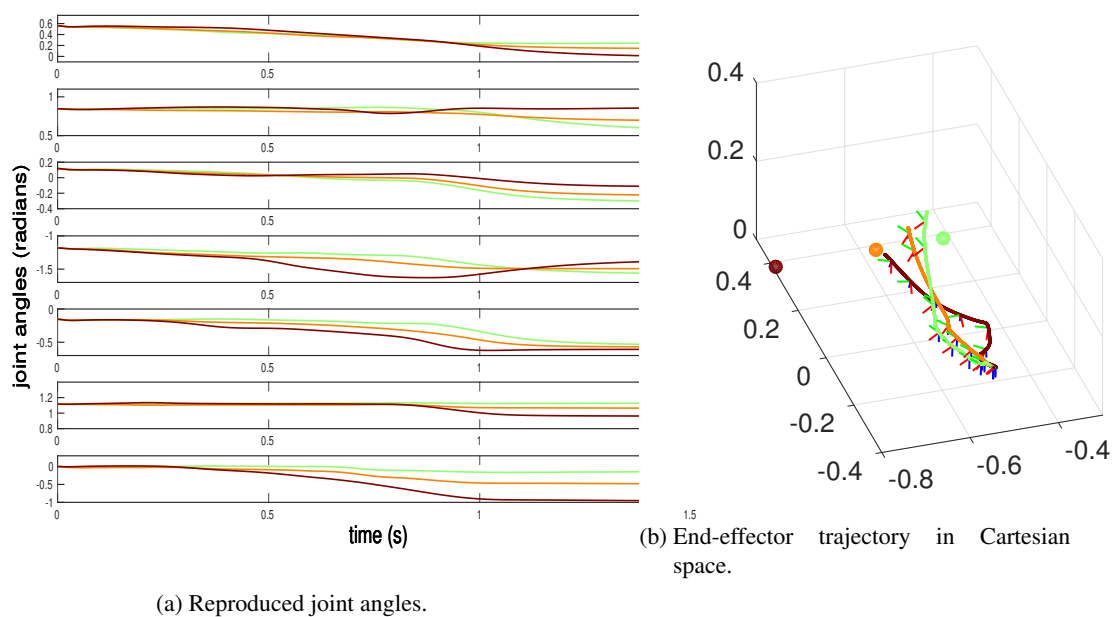 0.6
0.4
0.2
0
0 0.5 1
1
0.5
0 0.5 1
0.2
0
-0.2
-0.4
0 0.5 1
-1
-1.5
0 0.5 1
0
-0.5
0 0.5 1
1.2
1
0.8
0 0.5 1
0
-0.5
-1
0 0.5 1 1.5
joint angles (radians)
time (s)
(a) Reproduced joint angles.
0.4
0.2
0
0.4
0.2
0
-0.2
-0.4
-0.8
-0.6
-0.4
(b) End-effector trajectory in Cartesian
space.